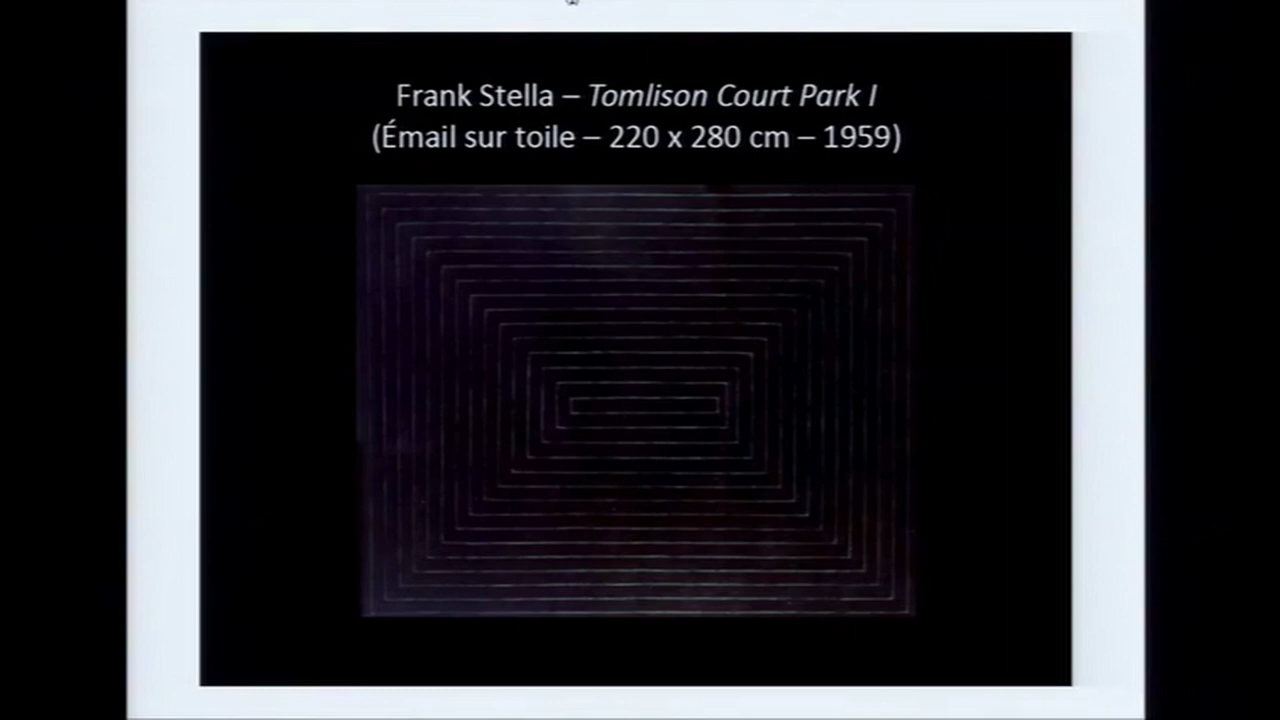 Frank Stella – Tomlison Court Park I
(Émail sur toile – 220 x 280 cm – 1959)